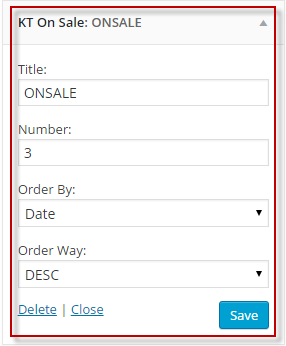 KT On Sale: ONSALE
Title:
ONSALE
Number:
3
Order By:
Date
Order Way:
DESC
Delete | Close
Save